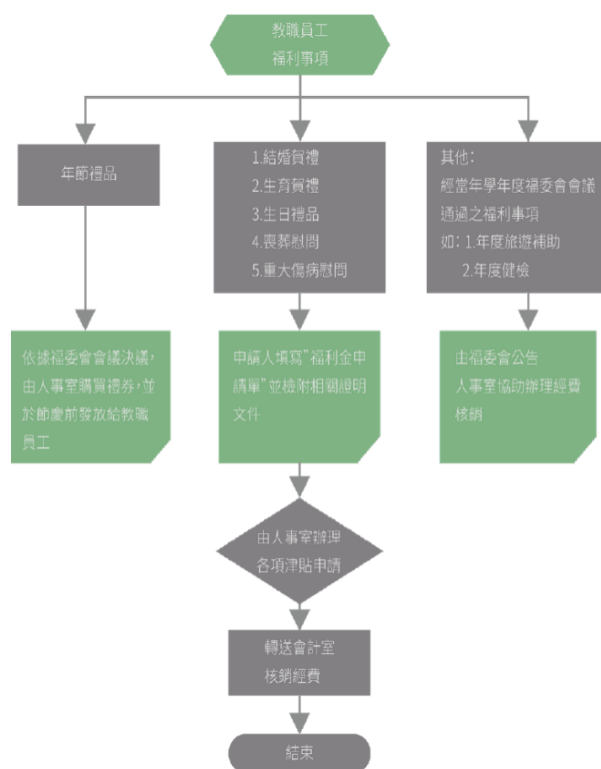 教職員工
福利事項
年節禮品
1.結婚賀禮
2.生育賀禮
3.生日禮品
4.喪葬慰問
5.重大傷病慰問
其他：
經當年學年度福委會會議
通過之福利事項
如：1.年度旅遊補助
2.年度健檢
依據福委會會議決議，
由人事室購買禮券，並
於節慶前發放給教職
員工
申請人填寫"福利金申
請單"並檢附相關證明
文件
由福委會公告
人事室協助辦理經費
核銷
由人事室辦理
各項津貼申請
轉送會計室
核銷經費
結束